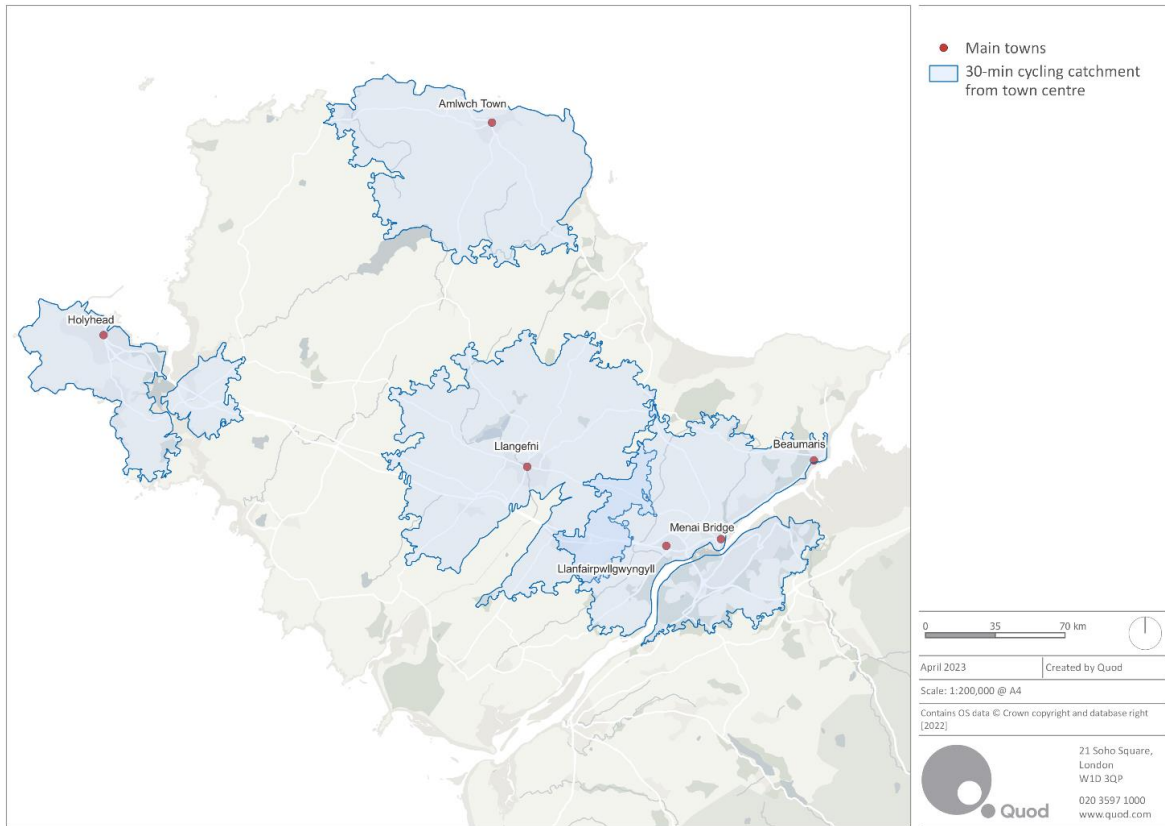 Amlwch Town
Holyhead
Llangefni
Beaumaris
Menai Bridge
Llanfairpwllgwyngyll
Main towns
30-min cycling catchment
from town centre
0 35 70 km
April 2023
Created by Quod
Scale: 1:200,000 @ A4
Contains OS data © Crown copyright and database right
[2022]
Quod
21 Soho Square,
London
W1D 3QP
020 3597 1000
www.quod.com